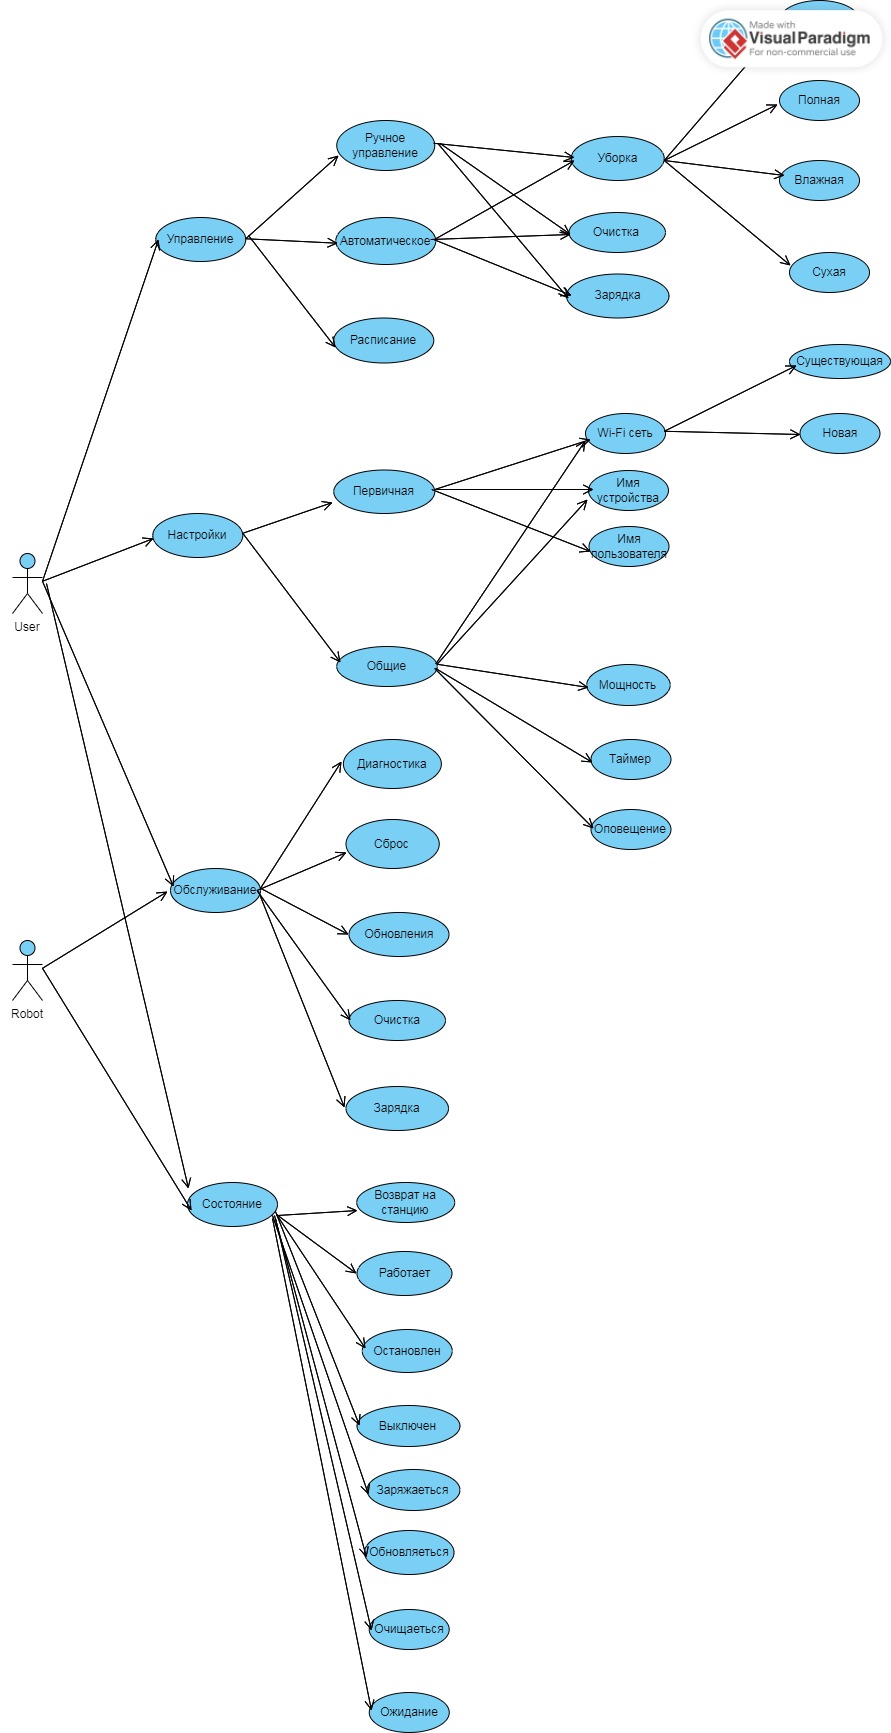 Made with
VisualParadigm
For non-commercial use
Полная
Ручное
управление
Уборка
Влажная
Управление
Автоматическое
Очистка
Сухая
Зарядка
Расписание
Существующая
Wi-Fi сеть
Новая
Первичная
Имя
устройства
Настройки
Имя
пользователя
User
Общие
Мощность
Таймер
Диагностика
Оповещение
Сброс
Обслуживание
Обновления
Robot
Очистка
Зарядка
Состояние
Возврат на
станцию
Работает
Остановлен
Выключен
Заряжаеться
Обновляеться
Очищаеться
Ожидание